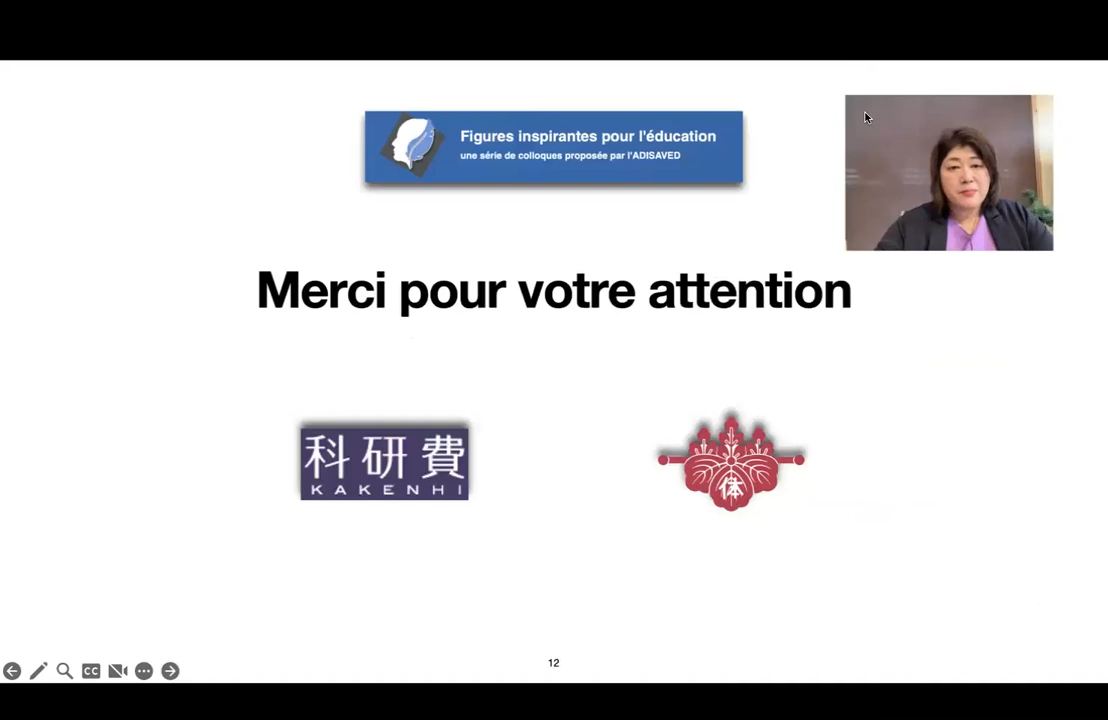 Figures inspirantes pour l'éducation
une série de colloques proposée par l'ADISAVED
Merci pour votre attention
科研費
KAKENHI
体
CC
12